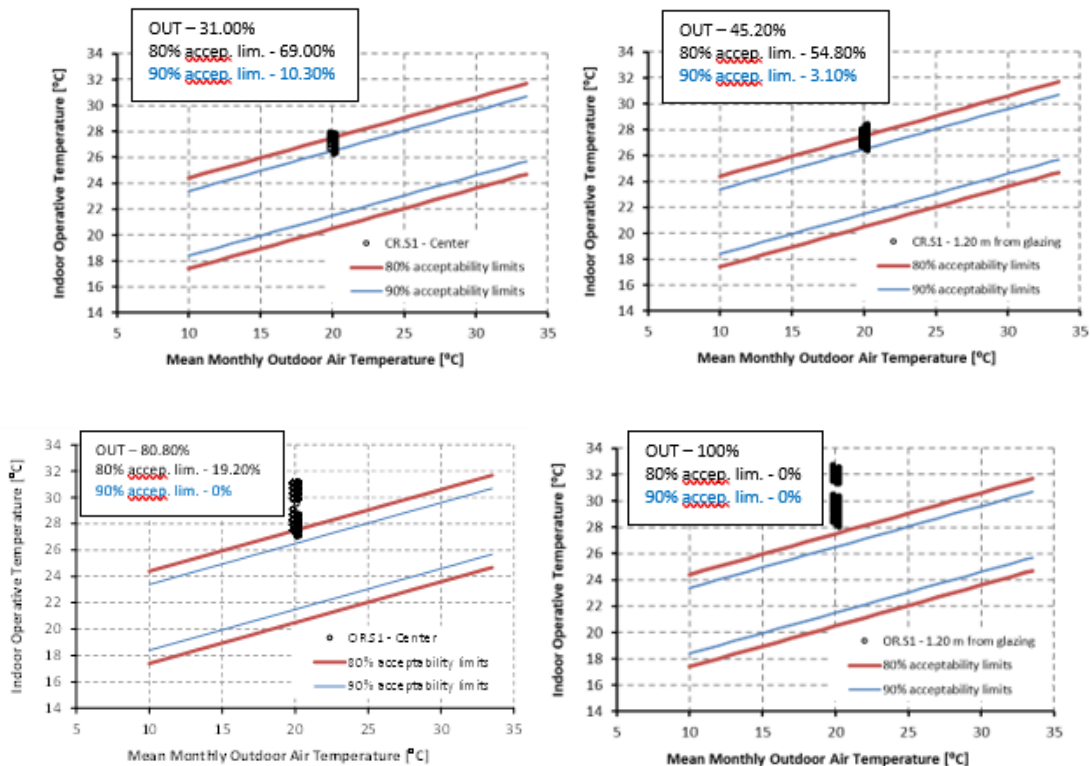 OUT – 31.00%
80% accep. lim. - 69.00%
90% accep. lim. - 10.30%
Indoor Operative Temperature [ºC]
34
32
30
28
26
24
22
20
18
16
14
CR.S1 - Center
80% acceptability limits
90% acceptability limits
5 10 15 20 25 30 35
Mean Monthly Outdoor Air Temperature [ºC]
OUT – 45.20%
80% accep. lim. - 54.80%
90% accep. lim. - 3.10%
Indoor Operative Temperature [ºC]
34
32
30
28
26
24
22
20
18
16
14
CR.S1 - 1.20 m from glazing
80% acceptability limits
90% acceptability limits
5 10 15 20 25 30 35
Mean Monthly Outdoor Air Temperature [ºC]
OUT – 80.80%
80% accep. lim. - 19.20%
90% accep. lim. - 0%
Indoor Operative Temperature [ºC]
34
32
30
28
26
24
22
20
18
16
14
OR.S1 - Center
80% acceptability limits
90% acceptability limits
5 10 15 20 25 30 35
Mean Monthly Outdoor Air Temperature [ºC]
OUT – 100%
80% accep. lim. - 0%
90% accep. lim. - 0%
Indoor Operative Temperature [ºC]
34
32
30
28
26
24
22
20
18
16
14
OR.S1 - 1.20 m from glazing
80% acceptability limits
90% acceptability limits
5 10 15 20 25 30 35
Mean Monthly Outdoor Air Temperature [ºC]